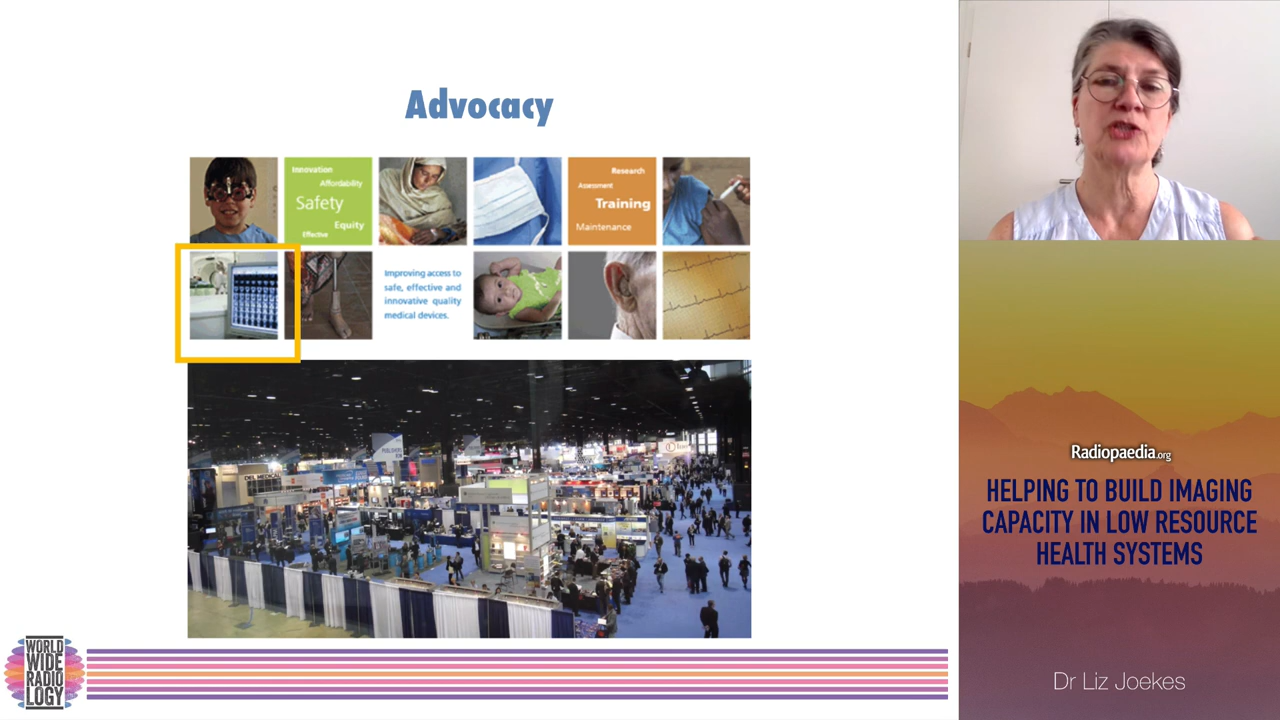 Advocacy
Innovation
Affordability
Safety
Equity
Effective
Research
Assessment
Training
Maintenance
Improving access to
safe, effective and
innovative quality
medical devices.
DEL MEDICAL
WORLD
WIDE
RADIO
LOGY
Radiopaedia.org
HELPING TO BUILD IMAGING
CAPACITY IN LOW RESOURCE
HEALTH SYSTEMS
Dr Liz Joekes